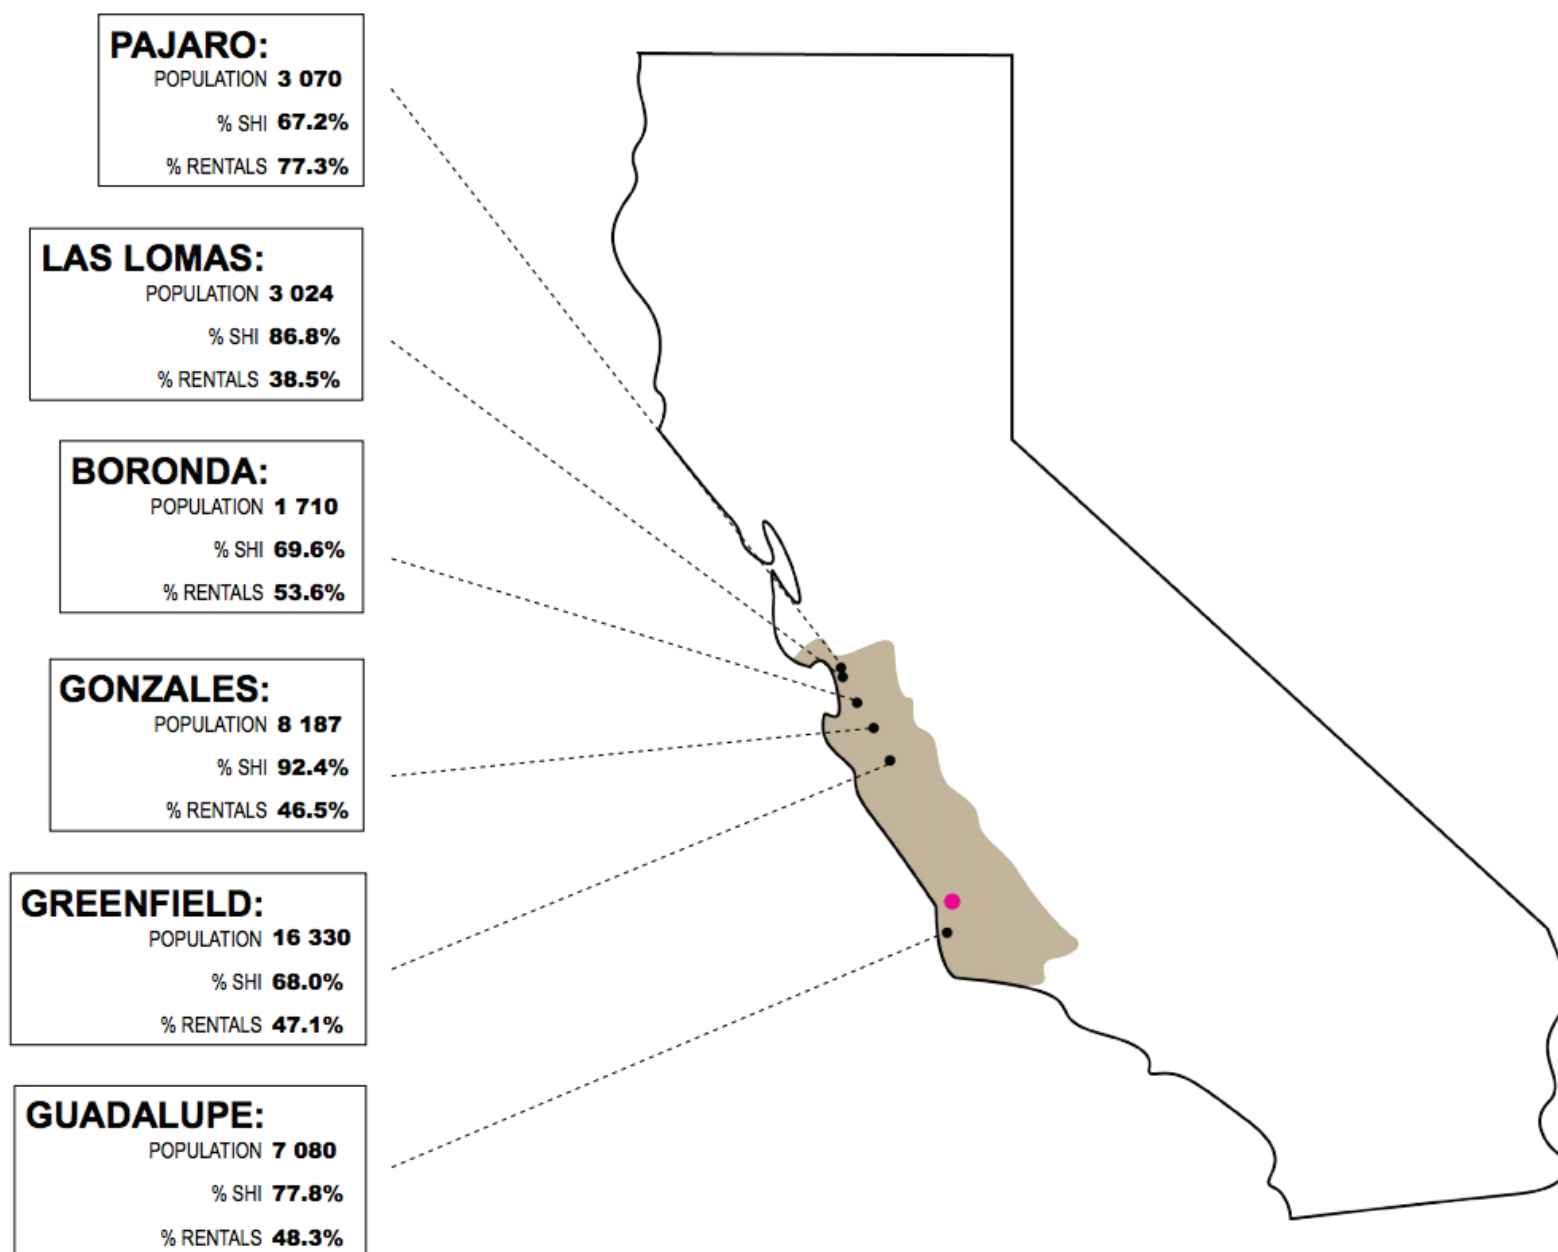 PAJARO:
POPULATION 3 070
% SHI 67.2%
% RENTALS 77.3%
LAS LOMAS:
POPULATION 3 024
% SHI 86.8%
% RENTALS 38.5%
BORONDA:
POPULATION 1 710
% SHI 69.6%
% RENTALS 53.6%
GONZALES:
POPULATION 8 187
% SHI 92.4%
% RENTALS 46.5%
GREENFIELD:
POPULATION 16 330
% SHI 68.0%
% RENTALS 47.1%
GUADALUPE:
POPULATION 7 080
% SHI 77.8%
% RENTALS 48.3%